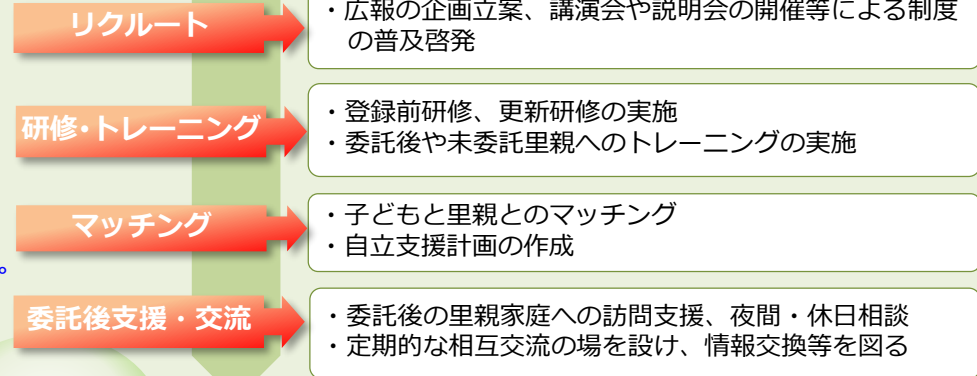 リクルート
・広報の企画立案、講演会や説明会の開催等による制度
の普及啓発
研修・トレーニング
・登録前研修、更新研修の実施
・委託後や未委託里親へのトレーニングの実施
マッチング
・子どもと里親とのマッチング
・自立支援計画の作成
。
委託後支援・交流
・委託後の里親家庭への訪問支援、夜間・休日相談
・定期的な相互交流の場を設け、情報交換等を図る